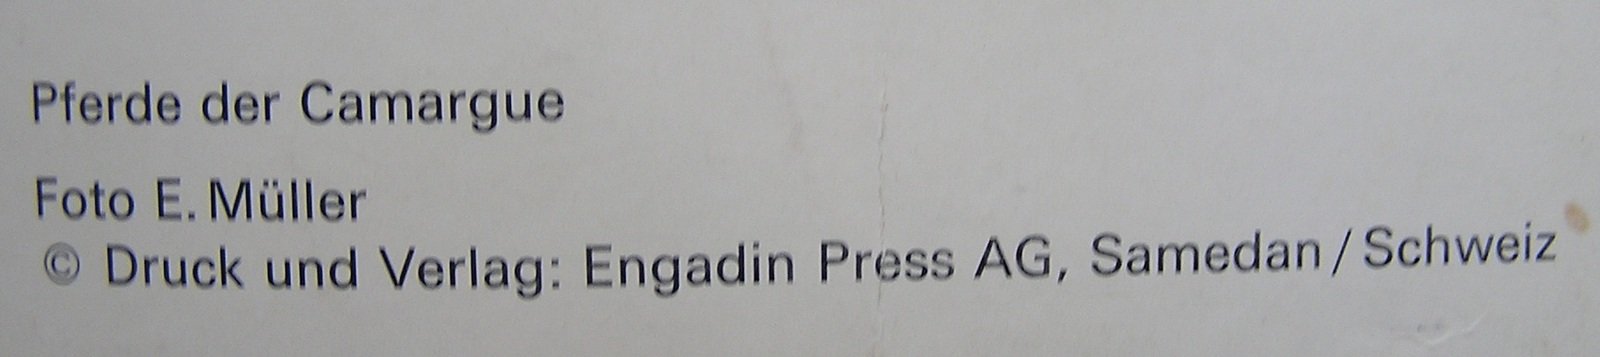 Pferde der Camargue
Foto E. Müller
© Druck und Verlag: Engadin Press AG, Samedan/Schweiz